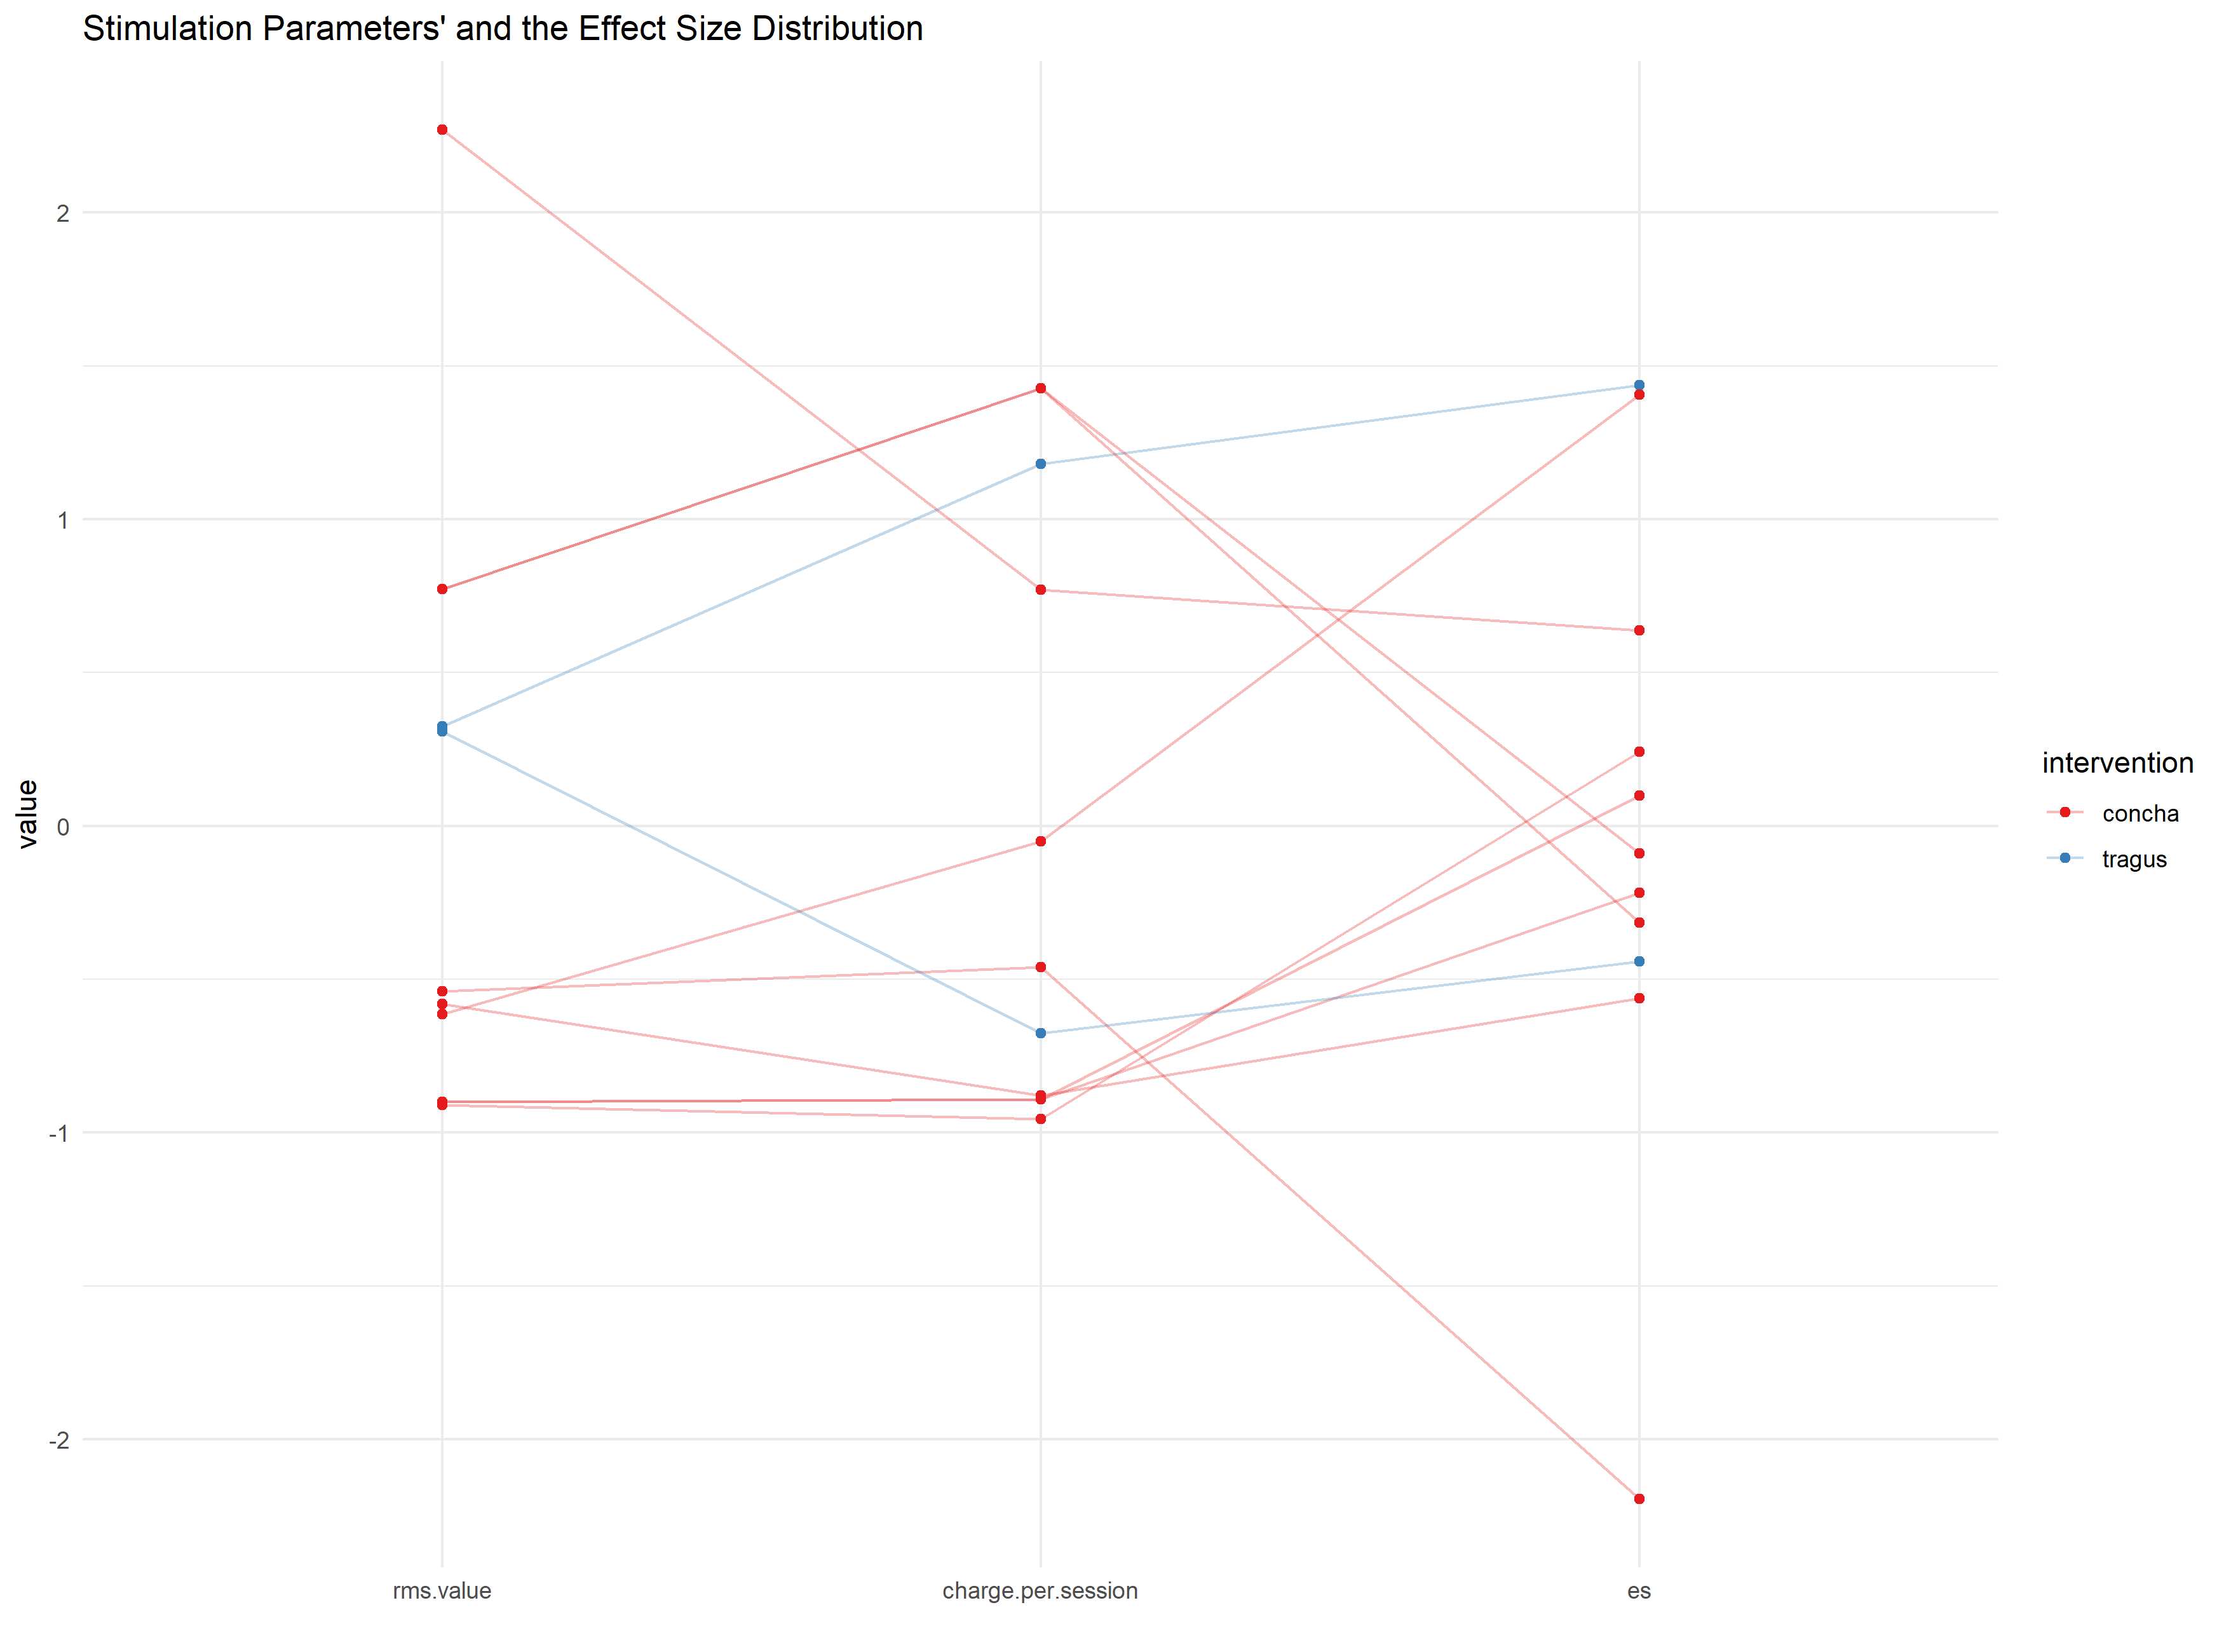 Stimulation Parameters' and the Effect Size Distribution
value
2
1
0
-1
-2
rms.value
charge.per.session
es
intervention
concha
tragus